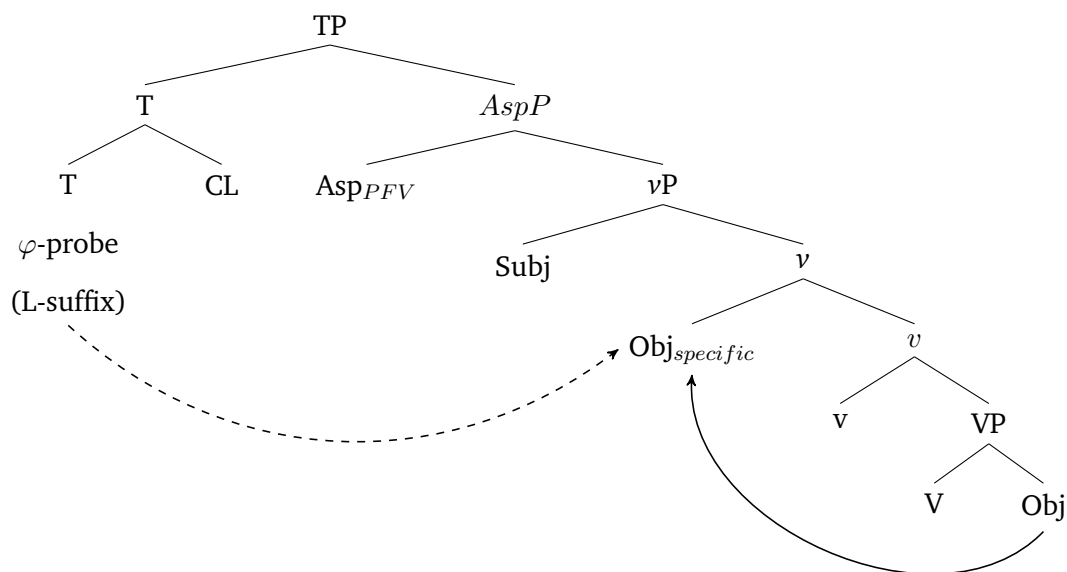 TP
T AspP
T CL Asp_PFV vP
φ-probe
Subj v
(L-suffix)
Obj_specific v
v VP
V Obj